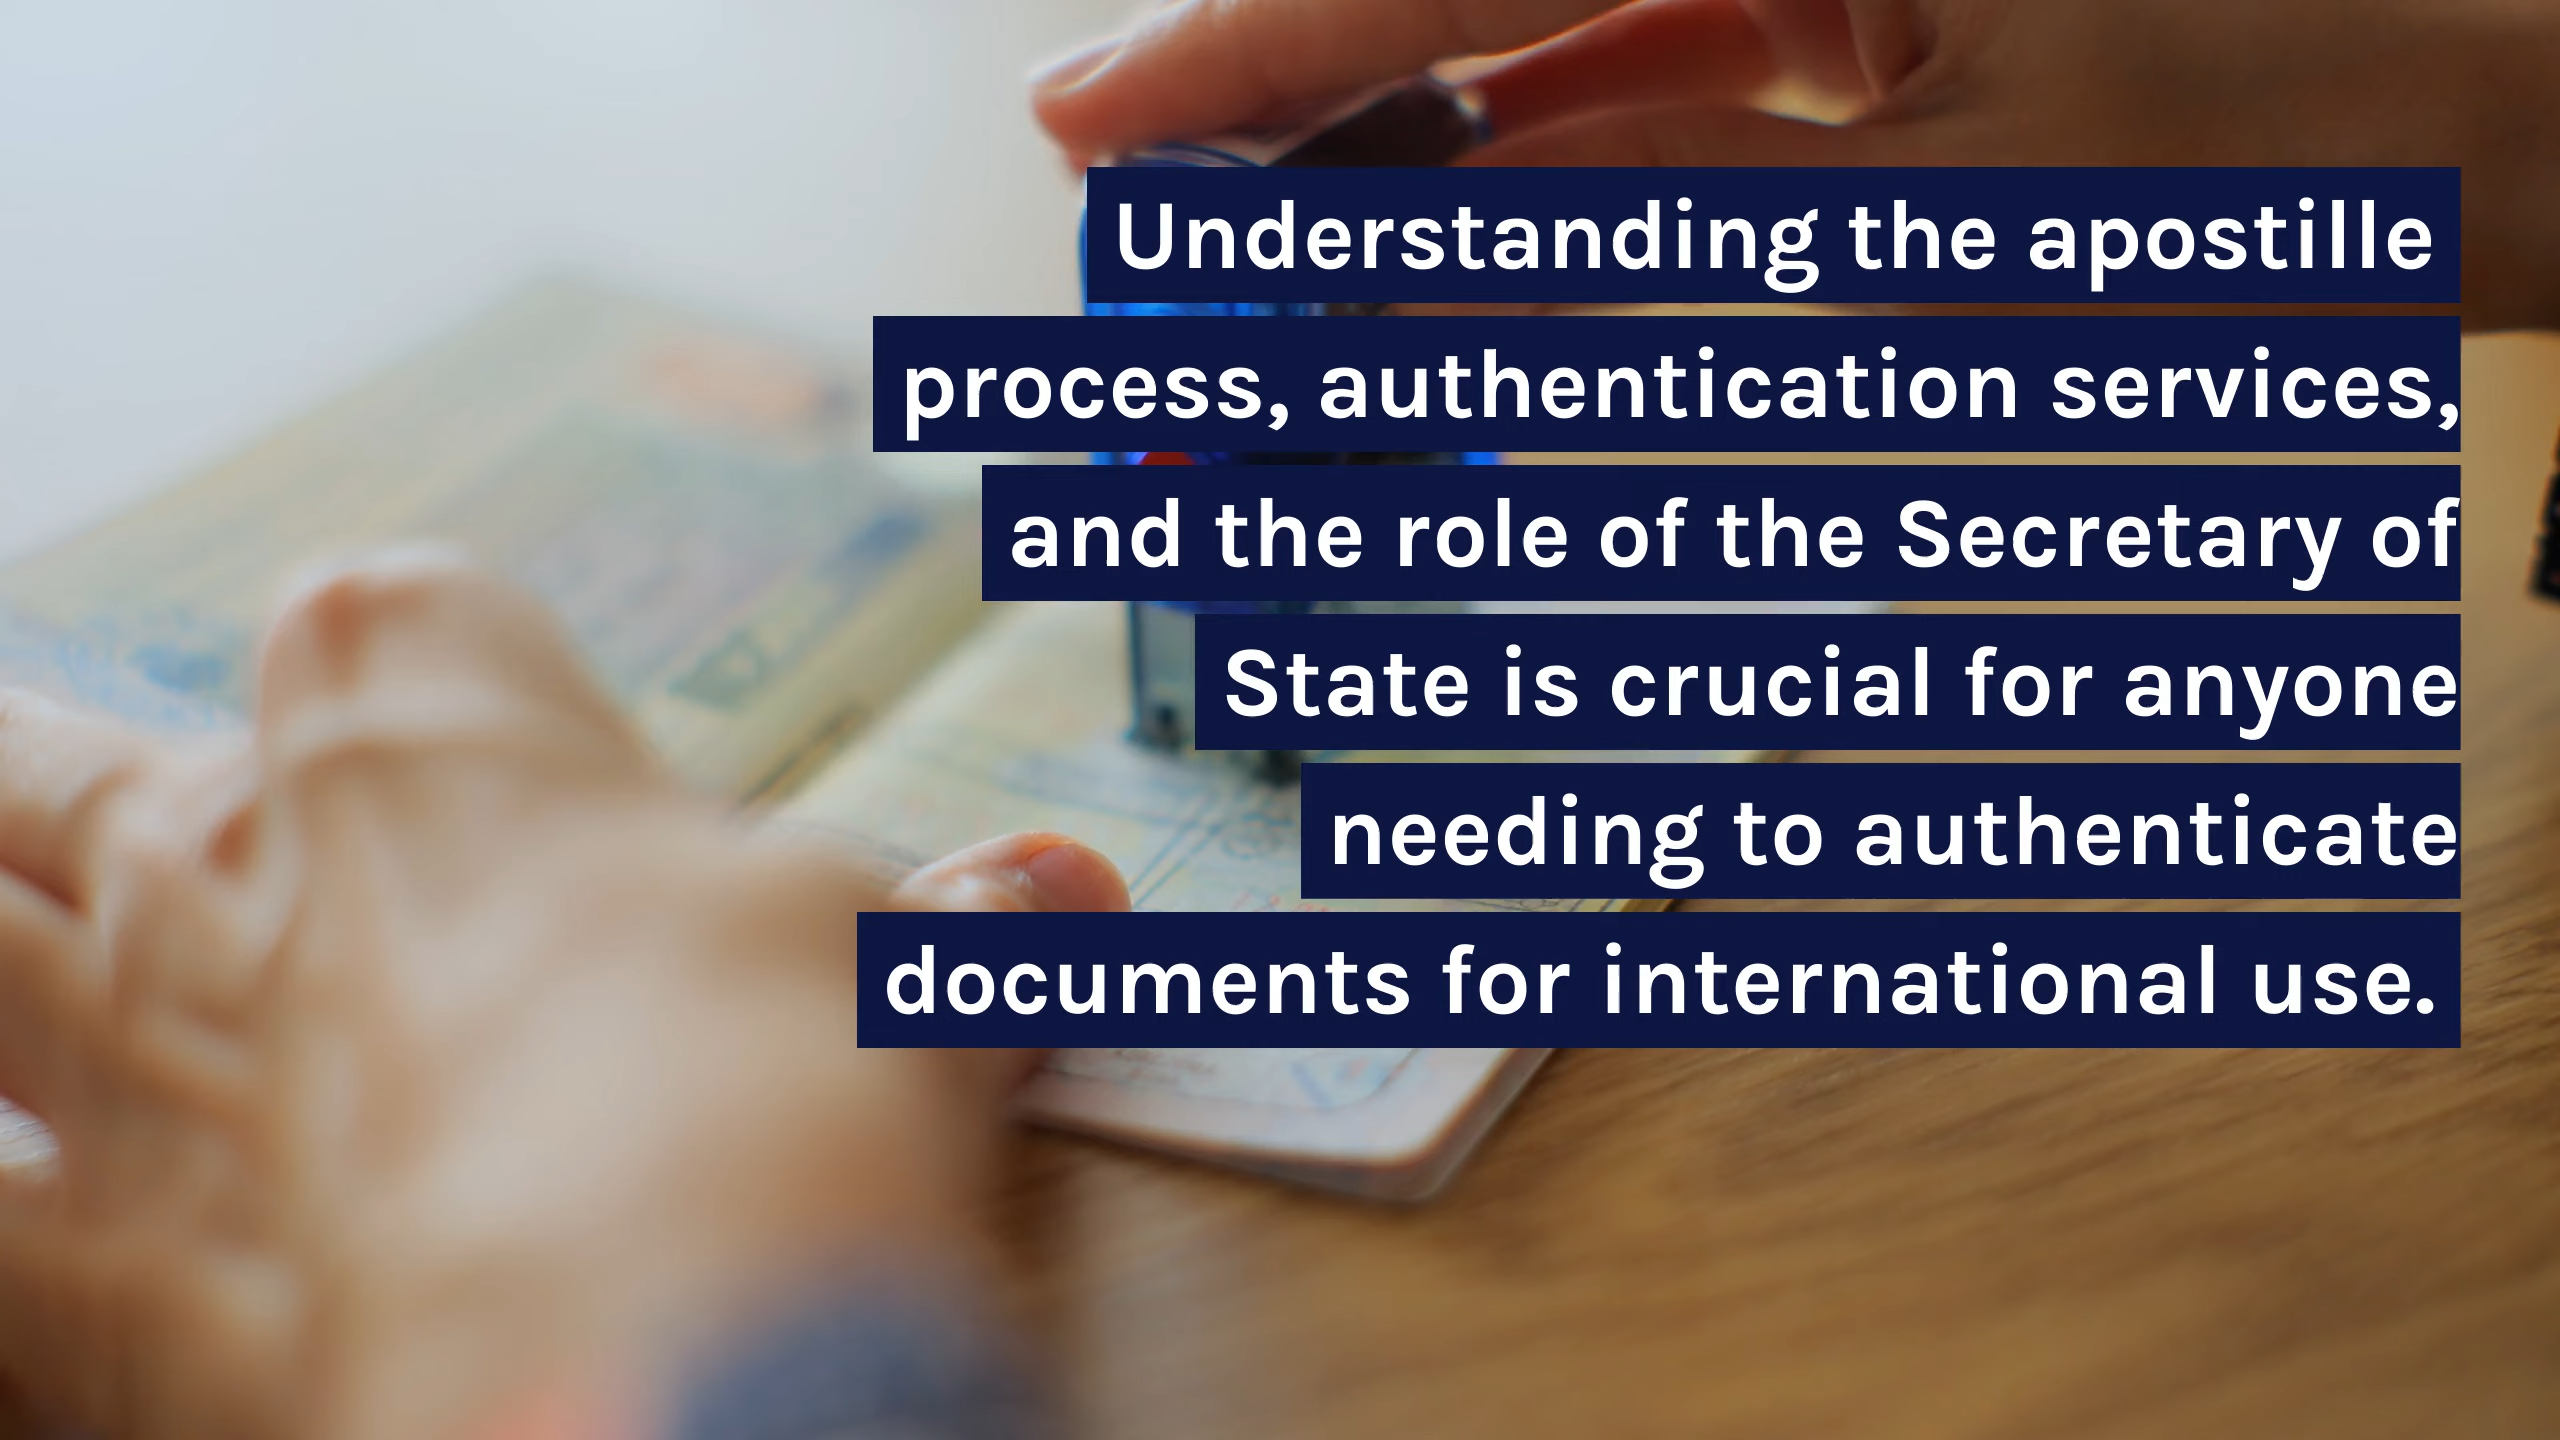 Understanding the apostille
process, authentication services,
and the role of the Secretary of
State is crucial for anyone
needing to authenticate
documents for international use.